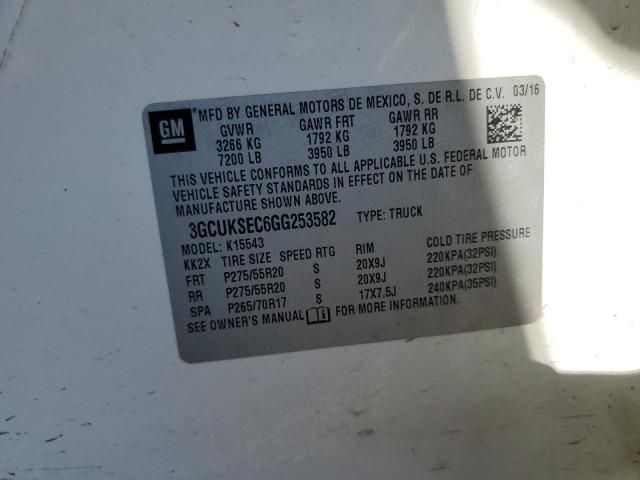 GM
MFD BY GENERAL MOTORS DE MEXICO, S. DE R.L. DE C.V. 03/16
GVWR GAWR FRT GAWR RR
3266 KG 1792 KG 1792 KG
7200 LB 3950 LB 3950 LB
THIS VEHICLE CONFORMS TO ALL APPLICABLE U.S. FEDERAL MOTOR
VEHICLE SAFETY STANDARDS IN EFFECT ON THE DATE OF
MANUFACTURE SHOWN ABOVE.
3GCUKSEC6GG253582 TYPE: TRUCK
MODEL: K15543
KK2X TIRE SIZE SPEED RTG RIM COLD TIRE PRESSURE
FRT P275/55R20 S 20X9J 220KPA(32PSI)
RR P275/55R20 S 20X9J 220KPA(32PSI)
SPA P265/70R17 S 17X7.5J 240KPA(35PSI)
SEE OWNER'S MANUAL FOR MORE INFORMATION.